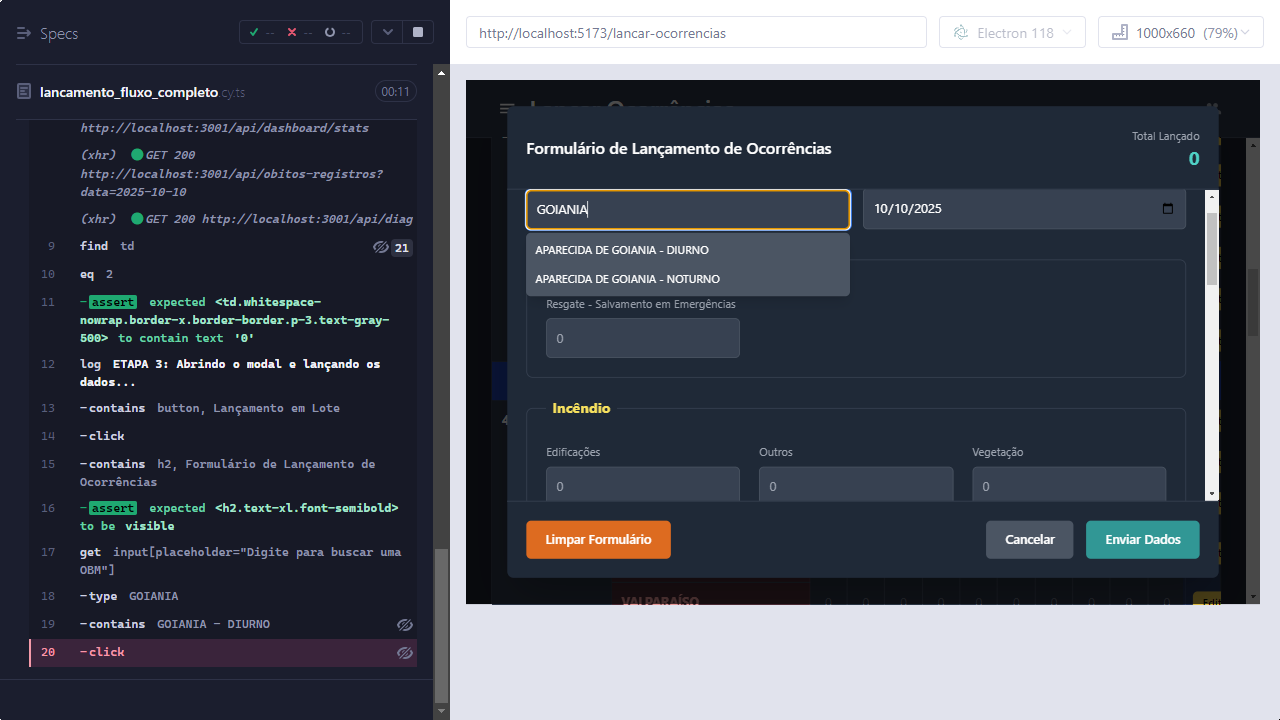 Specs
--
--
--
lancamento_fluxo_completo.cy.ts
00:11
http://localhost:3001/api/dashboard/stats
(xhr) GET 200
http://localhost:3001/api/obitos-registros?
data=2025-10-10
(xhr) GET 200 http://localhost:3001/api/diag
9 find td 21
10 eq 2
11 -assert expected <td.whitespace-
nowrap.border-x.border-border.p-3.text-gray-
500> to contain text '0'
12 log ETAPA 3: Abrindo o modal e lançando os
dados...
13 -contains button, Lançamento em Lote
14 -click
15 -contains h2, Formulário de Lançamento de
Ocorrências
16 -assert expected <h2.text-xl.font-semibold>
to be visible
17 get input[placeholder="Digite para buscar uma
OBM"]
18 -type GOIANIA
19 -contains GOIANIA - DIURNO
20 -click
http://localhost:5173/lancar-ocorrencias
Electron 118
1000x660 (79%)
Formulário de Lançamento de Ocorrências
Total Lançado
0
GOIANIA
10/10/2025
APARECIDA DE GOIANIA - DIURNO
APARECIDA DE GOIANIA - NOTURNO
Resgate - Salvamento em Emergências
0
Incêndio
Edificações
Outros
Vegetação
0
0
0
Limpar Formulário
Cancelar
Enviar Dados
VALPARAÍSO